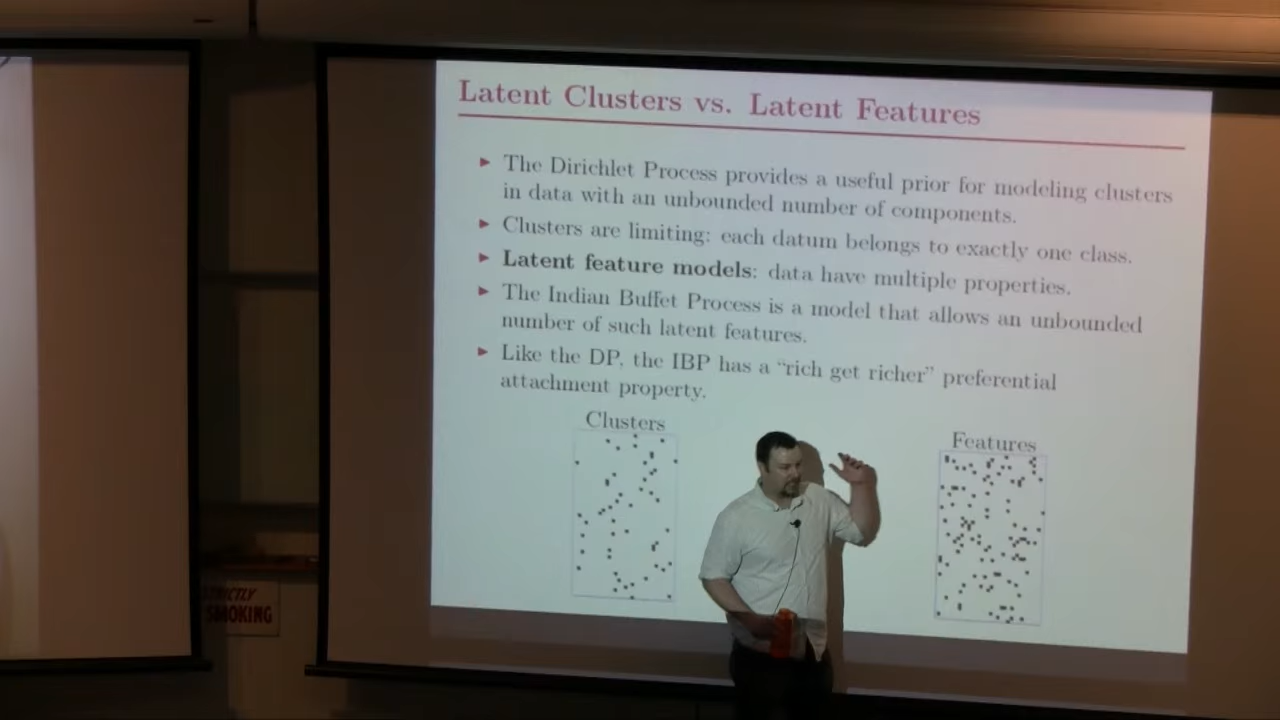 Latent Clusters vs. Latent Features
The Dirichlet Process provides a useful prior for modeling clusters
in data with an unbounded number of components.
Clusters are limiting: each datum belongs to exactly one class.
Latent feature models: data have multiple properties.
The Indian Buffet Process is a model that allows an unbounded
number of such latent features.
Like the DP, the IBP has a “rich get richer” preferential
attachment property.
Clusters
Features
SMOKING